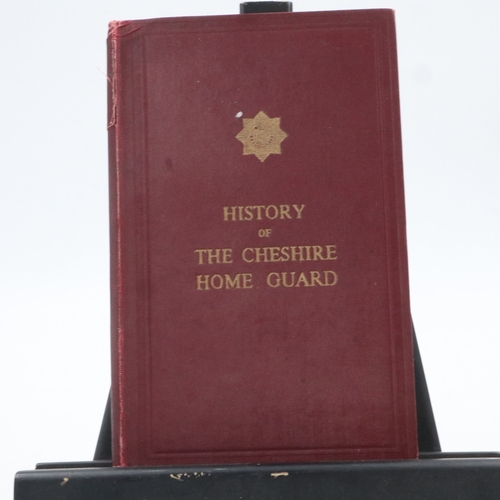 HISTORY
OF
THE CHESHIRE
HOME GUARD